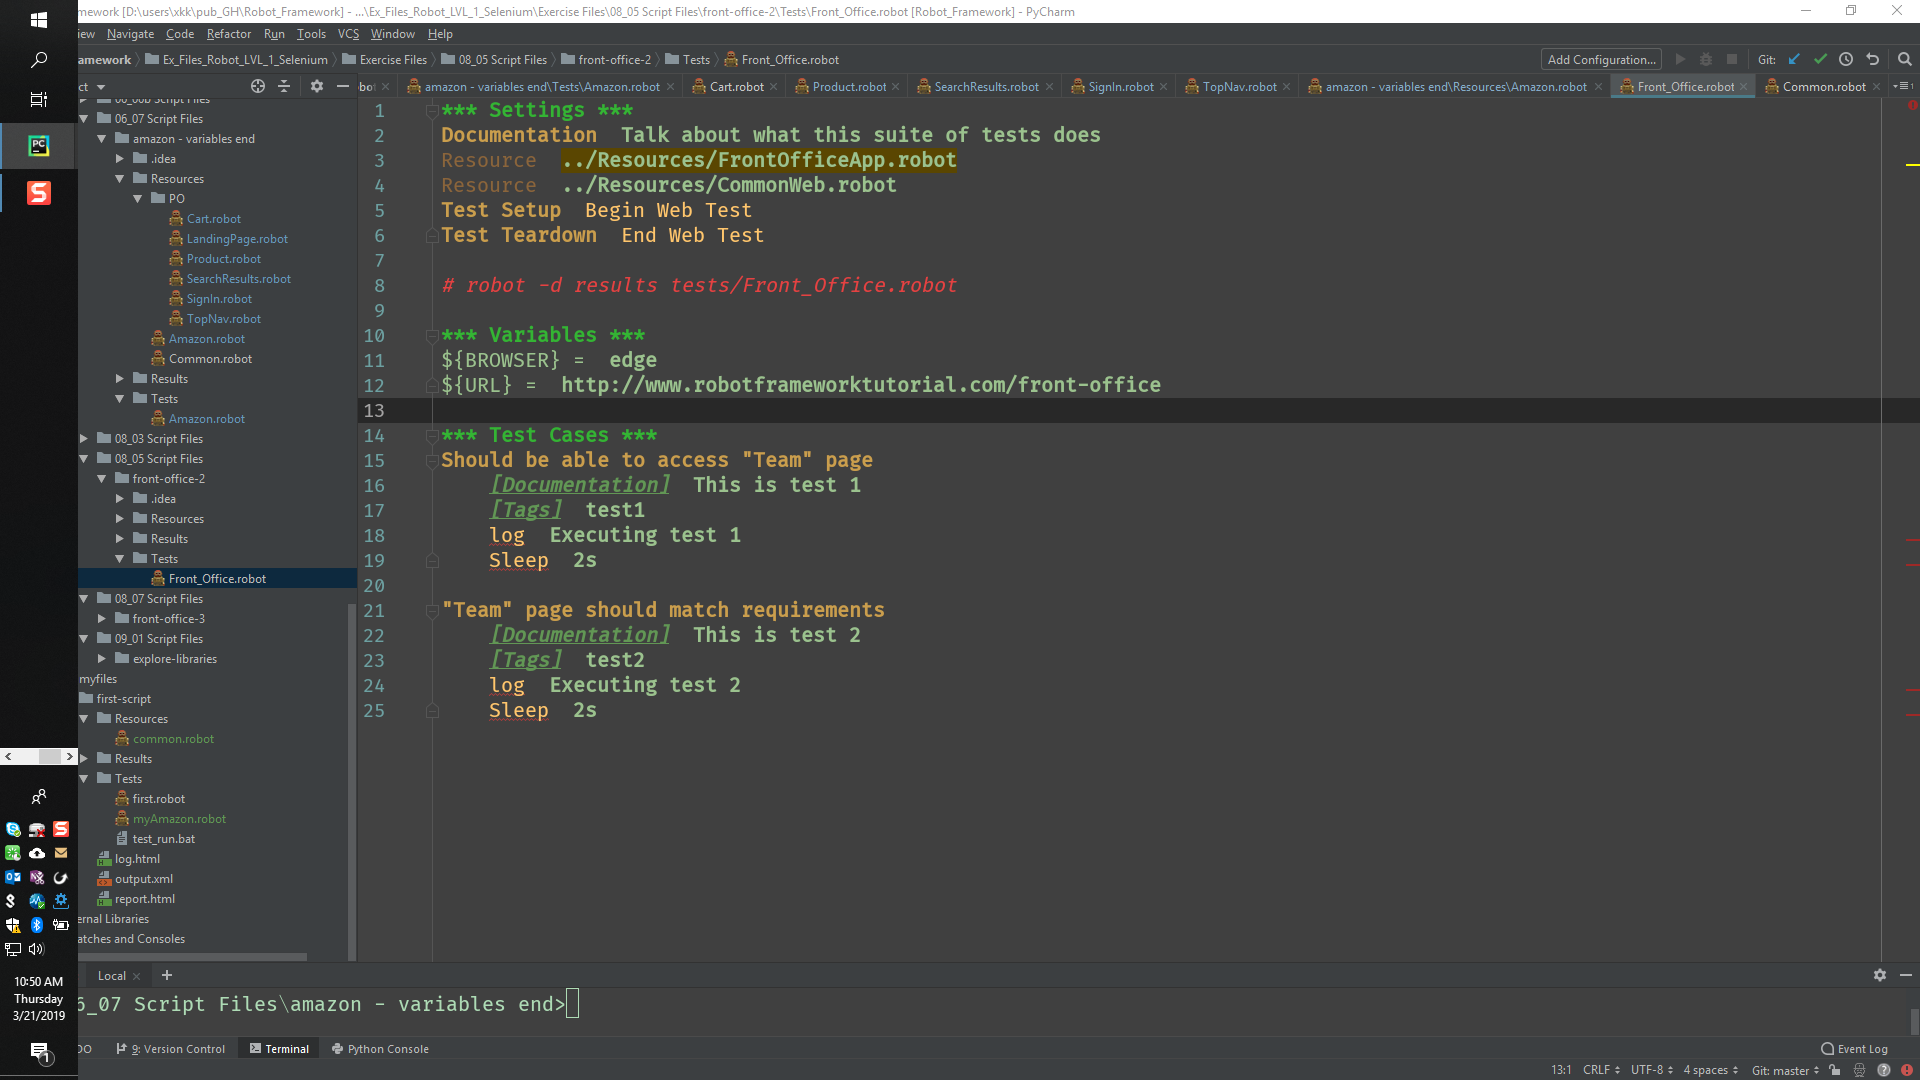 mework [D:\users\xkk\pub_GH\Robot_Framework] - ...\Ex_Files_Robot_LVL_1_Selenium\Exercise Files\08_05 Script Files\front-office-2\Tests\Front_Office.robot [Robot_Framework] - PyCharm
iew Navigate Code Refactor Run Tools VCS Window Help
amework Ex_Files_Robot_LVL_1_Selenium Exercise Files 08_05 Script Files front-office-2 Tests Front_Office.robot Add Configuration... Git:
ct
amazon - variables end\Tests\Amazon.robot Cart.robot Product.robot SearchResults.robot SignIn.robot TopNav.robot amazon - variables end\Resources\Amazon.robot Front_Office.robot Common.robot
06_07 Script Files
amazon - variables end
.idea
Resources
PO
Cart.robot
LandingPage.robot
Product.robot
SearchResults.robot
SignIn.robot
TopNav.robot
Amazon.robot
Common.robot
Results
Tests
Amazon.robot
08_03 Script Files
08_05 Script Files
front-office-2
.idea
Resources
Results
Tests
Front_Office.robot
08_07 Script Files
front-office-3
09_01 Script Files
explore-libraries
myfiles
first-script
Resources
common.robot
Results
Tests
first.robot
myAmazon.robot
test_run.bat
log.html
output.xml
report.html
ernal Libraries
atches and Consoles
1 *** Settings ***
2 Documentation  Talk about what this suite of tests does
3 Resource  ../Resources/FrontOfficeApp.robot
4 Resource  ../Resources/CommonWeb.robot
5 Test Setup  Begin Web Test
6 Test Teardown  End Web Test
7
8 # robot -d results tests/Front_Office.robot
9
10 *** Variables ***
11 ${BROWSER} =  edge
12 ${URL} =  http://www.robotframeworktutorial.com/front-office
13
14 *** Test Cases ***
15 Should be able to access "Team" page
16     [Documentation]  This is test 1
17     [Tags]  test1
18     log  Executing test 1
19     Sleep  2s
20
21 "Team" page should match requirements
22     [Documentation]  This is test 2
23     [Tags]  test2
24     log  Executing test 2
25     Sleep  2s
Local
6_07 Script Files\amazon - variables end>
DO 9: Version Control Terminal Python Console Event Log
13:1 CRLF UTF-8 4 spaces Git: master
10:50 AM
Thursday
3/21/2019
1